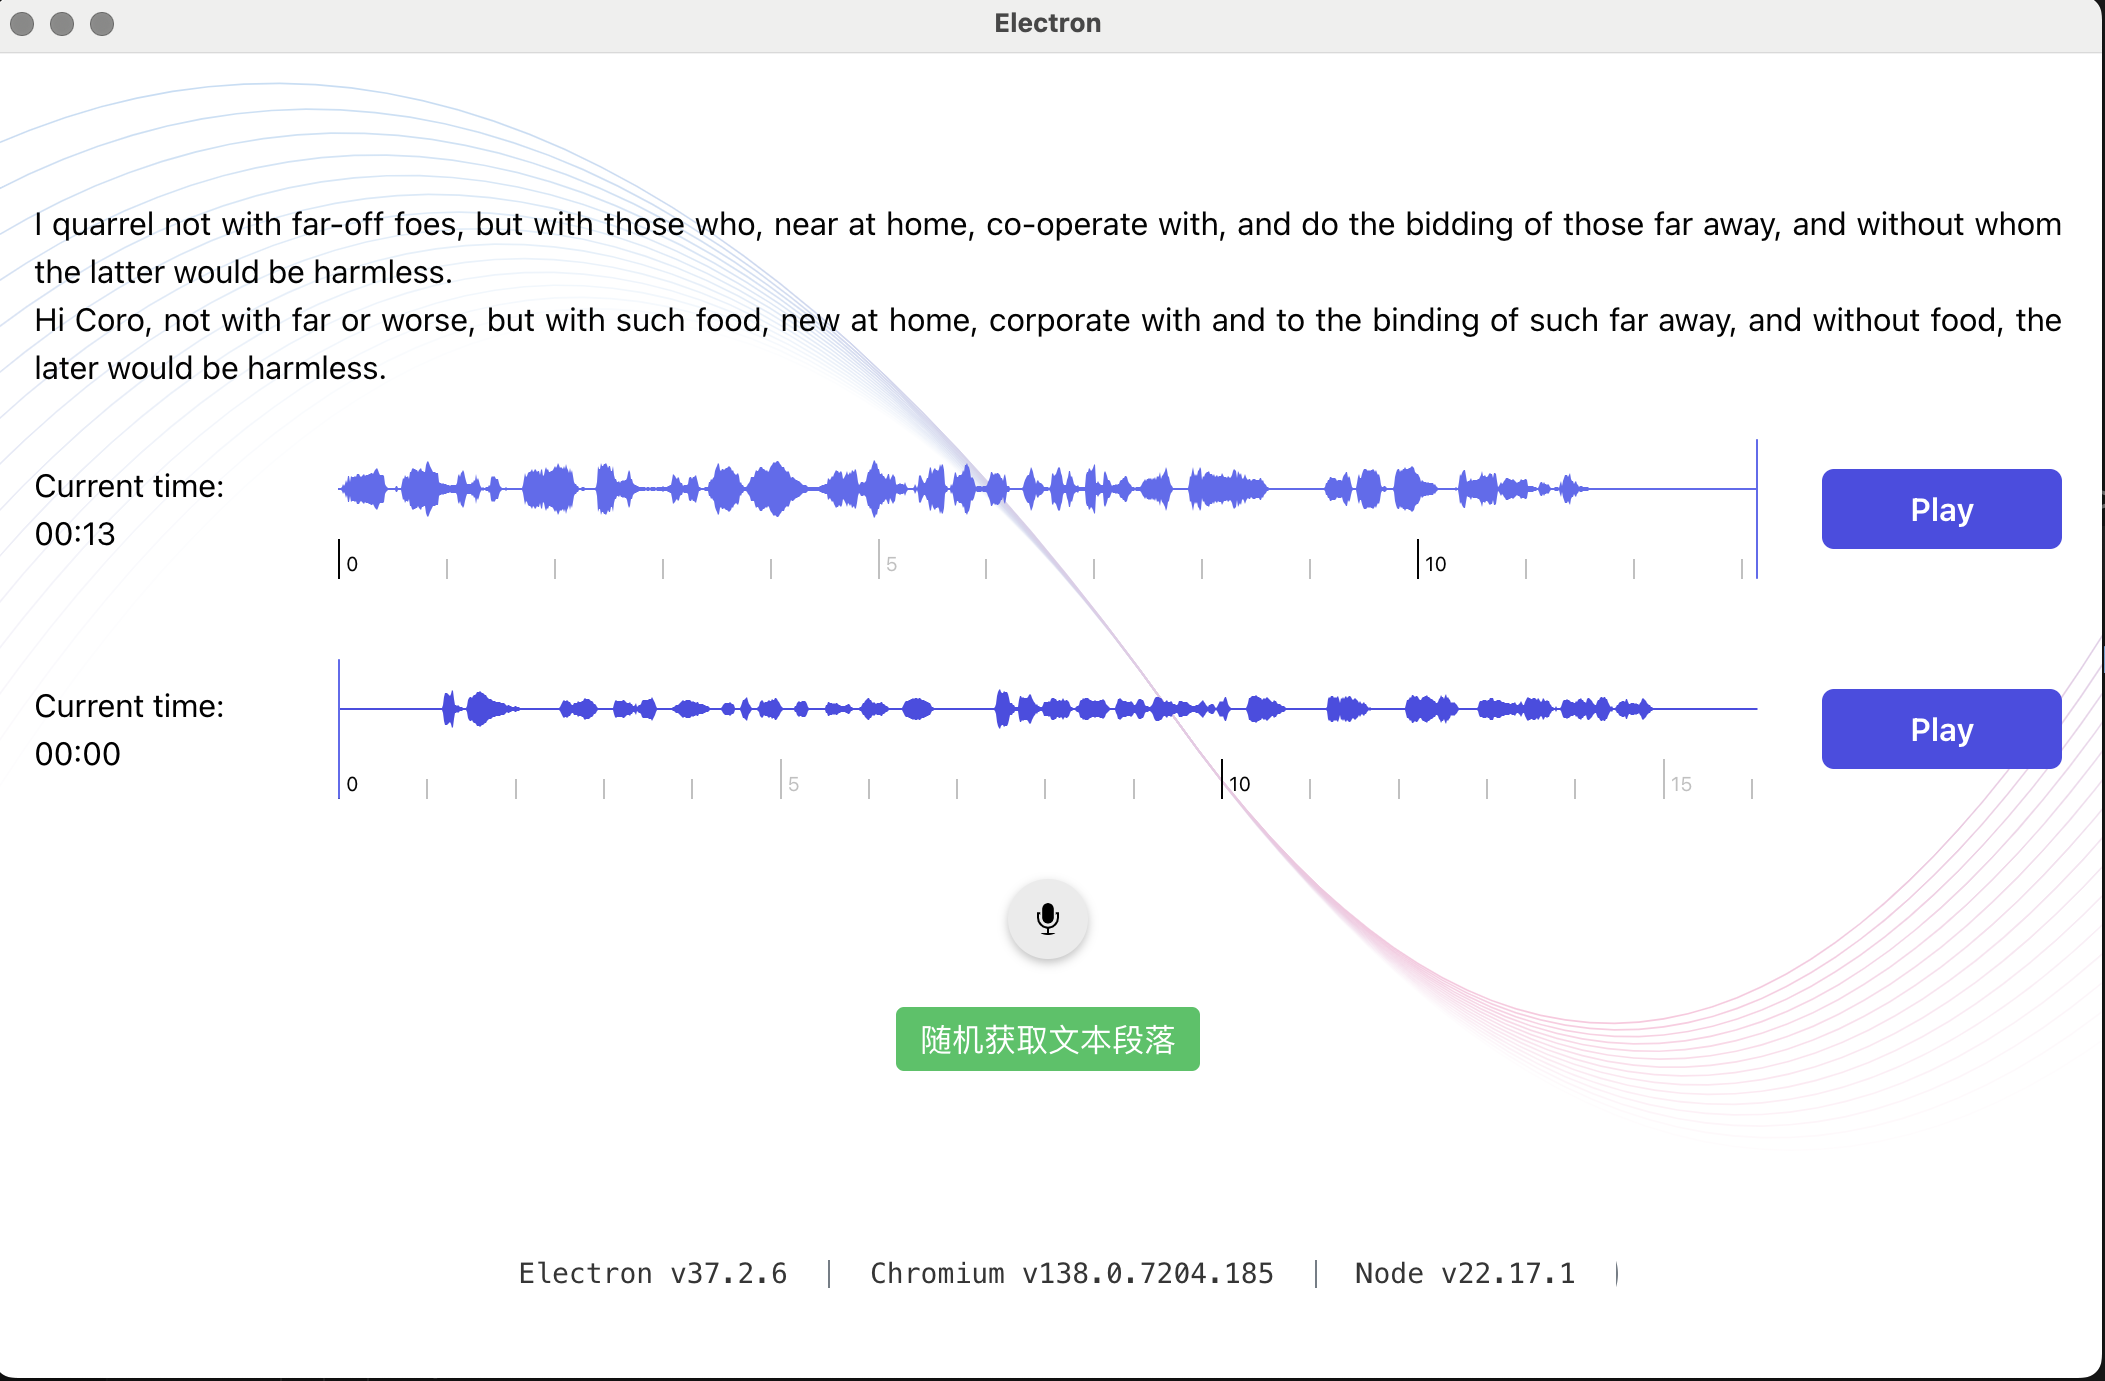 Electron
I quarrel not with far-off foes, but with those who, near at home, co-operate with, and do the bidding of those far away, and without whom
the latter would be harmless.
Hi Coro, not with far or worse, but with such food, new at home, corporate with and to the binding of such far away, and without food, the
later would be harmless.
Current time:
00:13
0 5 10
Play
Current time:
00:00
0 5 10 15
Play
随机获取文本段落
Electron v37.2.6 | Chromium v138.0.7204.185 | Node v22.17.1